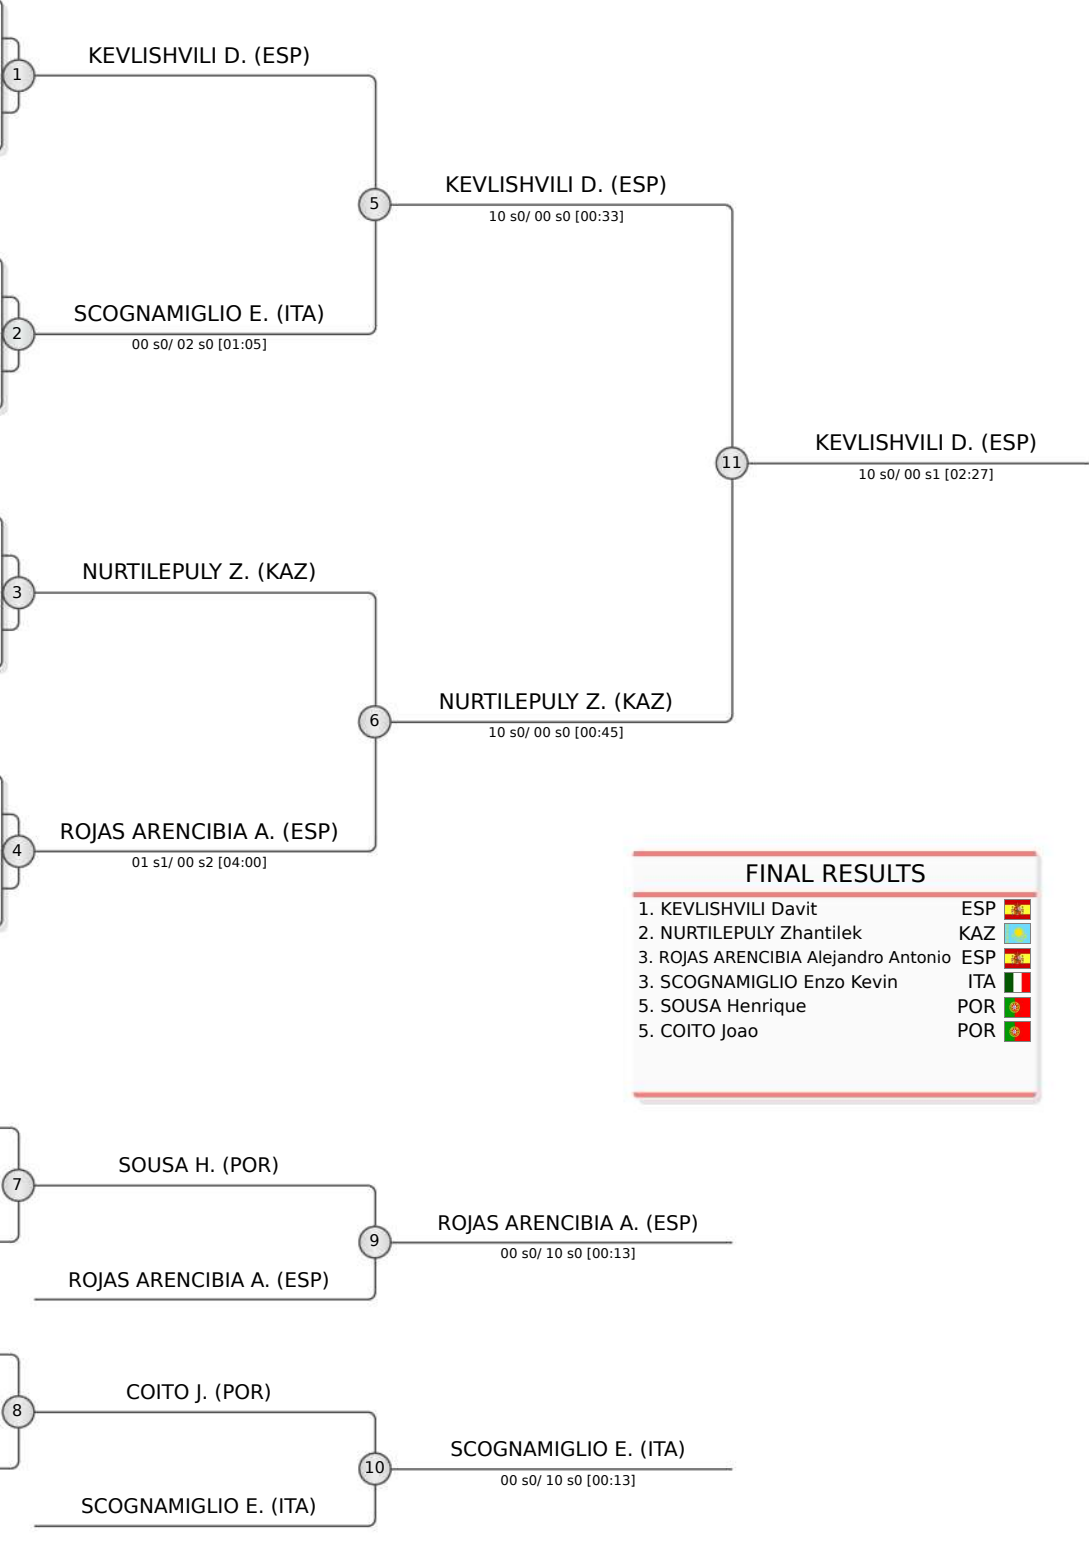 KEVLISHVILI D. (ESP)
1
KEVLISHVILI D. (ESP)
5
10 s0/ 00 s0 [00:33]
SCOGNAMIGLIO E. (ITA)
2
00 s0/ 02 s0 [01:05]
KEVLISHVILI D. (ESP)
11
10 s0/ 00 s1 [02:27]
NURTILEPULY Z. (KAZ)
3
NURTILEPULY Z. (KAZ)
6
10 s0/ 00 s0 [00:45]
ROJAS ARENCIBIA A. (ESP)
4
01 s1/ 00 s2 [04:00]
FINAL RESULTS
1. KEVLISHVILI Davit ESP
2. NURTILEPULY Zhantilek KAZ
3. ROJAS ARENCIBIA Alejandro Antonio ESP
3. SCOGNAMIGLIO Enzo Kevin ITA
5. SOUSA Henrique POR
5. COITO Joao POR
SOUSA H. (POR)
7
ROJAS ARENCIBIA A. (ESP)
9
00 s0/ 10 s0 [00:13]
ROJAS ARENCIBIA A. (ESP)
COITO J. (POR)
8
SCOGNAMIGLIO E. (ITA)
10
00 s0/ 10 s0 [00:13]
SCOGNAMIGLIO E. (ITA)